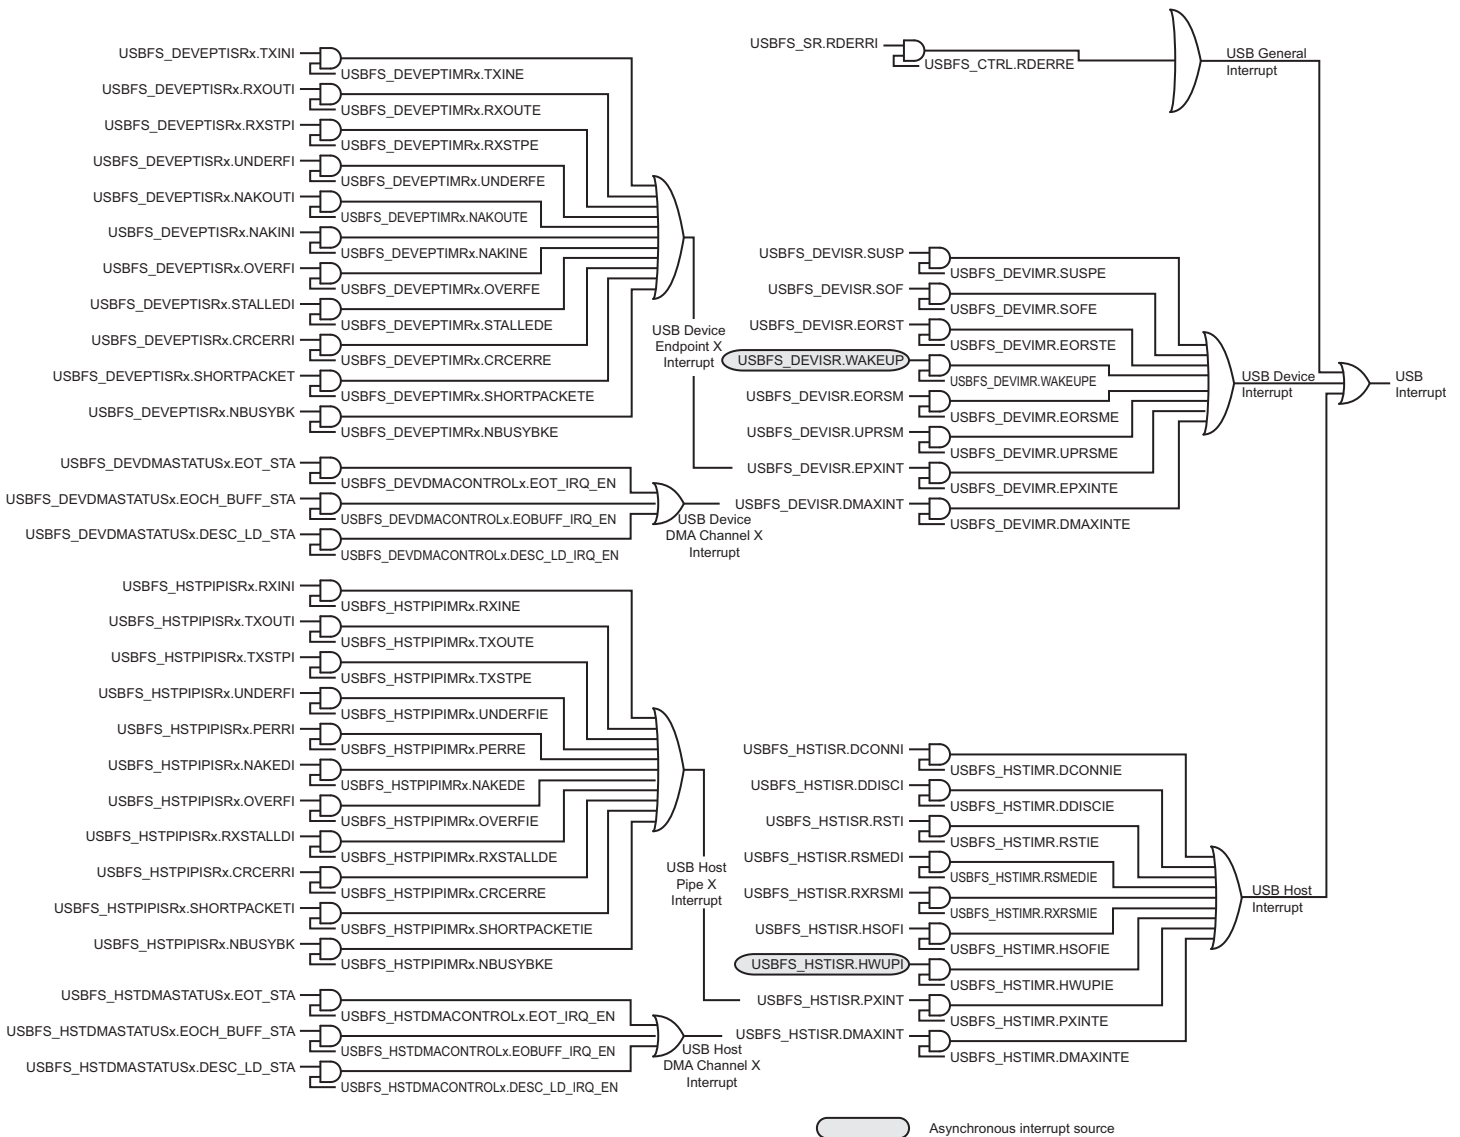 USBFS_DEVEPTISRx.TXINI
USBFS_DEVEPTIMRx.TXINE
USBFS_DEVEPTISRx.RXOUTI
USBFS_DEVEPTIMRx.RXOUTE
USBFS_DEVEPTISRx.RXSTPI
USBFS_DEVEPTIMRx.RXSTPE
USBFS_DEVEPTISRx.UNDERFI
USBFS_DEVEPTIMRx.UNDERFE
USBFS_DEVEPTISRx.NAKOUTI
USBFS_DEVEPTIMRx.NAKOUTE
USBFS_DEVEPTISRx.NAKINI
USBFS_DEVEPTIMRx.NAKINE
USBFS_DEVEPTISRx.OVERFI
USBFS_DEVEPTIMRx.OVERFE
USBFS_DEVEPTISRx.STALLEDI
USBFS_DEVEPTIMRx.STALLEDE
USBFS_DEVEPTISRx.CRCERRI
USBFS_DEVEPTIMRx.CRCERRE
USBFS_DEVEPTISRx.SHORTPACKET
USBFS_DEVEPTIMRx.SHORTPACKETE
USBFS_DEVEPTISRx.NBUSYBK
USBFS_DEVEPTIMRx.NBUSYBKE
USB Device
Endpoint X
Interrupt
USBFS_DEVDMASTATUSx.EOT_STA
USBFS_DEVDMACONTROLx.EOT_IRQ_EN
USBFS_DEVDMASTATUSx.EOCH_BUFF_STA
USBFS_DEVDMACONTROLx.EOBUFF_IRQ_EN
USBFS_DEVDMASTATUSx.DESC_LD_STA
USBFS_DEVDMACONTROLx.DESC_LD_IRQ_EN
USB Device
DMA Channel X
Interrupt
USBFS_HSTPIPISRx.RXINI
USBFS_HSTPIPIMRx.RXINE
USBFS_HSTPIPISRx.TXOUTI
USBFS_HSTPIPIMRx.TXOUTE
USBFS_HSTPIPISRx.TXSTPI
USBFS_HSTPIPIMRx.TXSTPE
USBFS_HSTPIPISRx.UNDERFI
USBFS_HSTPIPIMRx.UNDERFIE
USBFS_HSTPIPISRx.PERRI
USBFS_HSTPIPIMRx.PERRE
USBFS_HSTPIPISRx.NAKEDI
USBFS_HSTPIPIMRx.NAKEDE
USBFS_HSTPIPISRx.OVERFI
USBFS_HSTPIPIMRx.OVERFIE
USBFS_HSTPIPISRx.RXSTALLDI
USBFS_HSTPIPIMRx.RXSTALLDE
USBFS_HSTPIPISRx.CRCERRI
USBFS_HSTPIPIMRx.CRCERRE
USBFS_HSTPIPISRx.SHORTPACKETI
USBFS_HSTPIPIMRx.SHORTPACKETIE
USBFS_HSTPIPISRx.NBUSYBK
USBFS_HSTPIPIMRx.NBUSYBKE
USB Host
Pipe X
Interrupt
USBFS_HSTDMASTATUSx.EOT_STA
USBFS_HSTDMACONTROLx.EOT_IRQ_EN
USBFS_HSTDMASTATUSx.EOCH_BUFF_STA
USBFS_HSTDMACONTROLx.EOBUFF_IRQ_EN
USBFS_HSTDMASTATUSx.DESC_LD_STA
USBFS_HSTDMACONTROLx.DESC_LD_IRQ_EN
USB Host
DMA Channel X
Interrupt
USBFS_SR.RDERRI
USBFS_CTRL.RDERRE
USB General
Interrupt
USBFS_DEVISR.SUSP
USBFS_DEVIMR.SUSPE
USBFS_DEVISR.SOF
USBFS_DEVIMR.SOFE
USBFS_DEVISR.EORST
USBFS_DEVIMR.EORSTE
USBFS_DEVISR.WAKEUP
USBFS_DEVIMR.WAKEUPE
USBFS_DEVISR.EORSM
USBFS_DEVIMR.EORSME
USBFS_DEVISR.UPRSM
USBFS_DEVIMR.UPRSME
USBFS_DEVISR.EPXINT
USBFS_DEVIMR.EPXINTE
USBFS_DEVISR.DMAXINT
USBFS_DEVIMR.DMAXINTE
USB Device
Interrupt
USB
Interrupt
USBFS_HSTISR.DCONNI
USBFS_HSTIMR.DCONNIE
USBFS_HSTISR.DDISCI
USBFS_HSTIMR.DDISCIE
USBFS_HSTISR.RSTI
USBFS_HSTIMR.RSTIE
USBFS_HSTISR.RSMEDI
USBFS_HSTIMR.RSMEDIE
USBFS_HSTISR.RXRSMI
USBFS_HSTIMR.RXRSMIE
USBFS_HSTISR.HSOFI
USBFS_HSTIMR.HSOFIE
USBFS_HSTISR.HWUPI
USBFS_HSTIMR.HWUPIE
USBFS_HSTISR.PXINT
USBFS_HSTIMR.PXINTE
USBFS_HSTISR.DMAXINT
USBFS_HSTIMR.DMAXINTE
USB Host
Interrupt
Asynchronous interrupt source